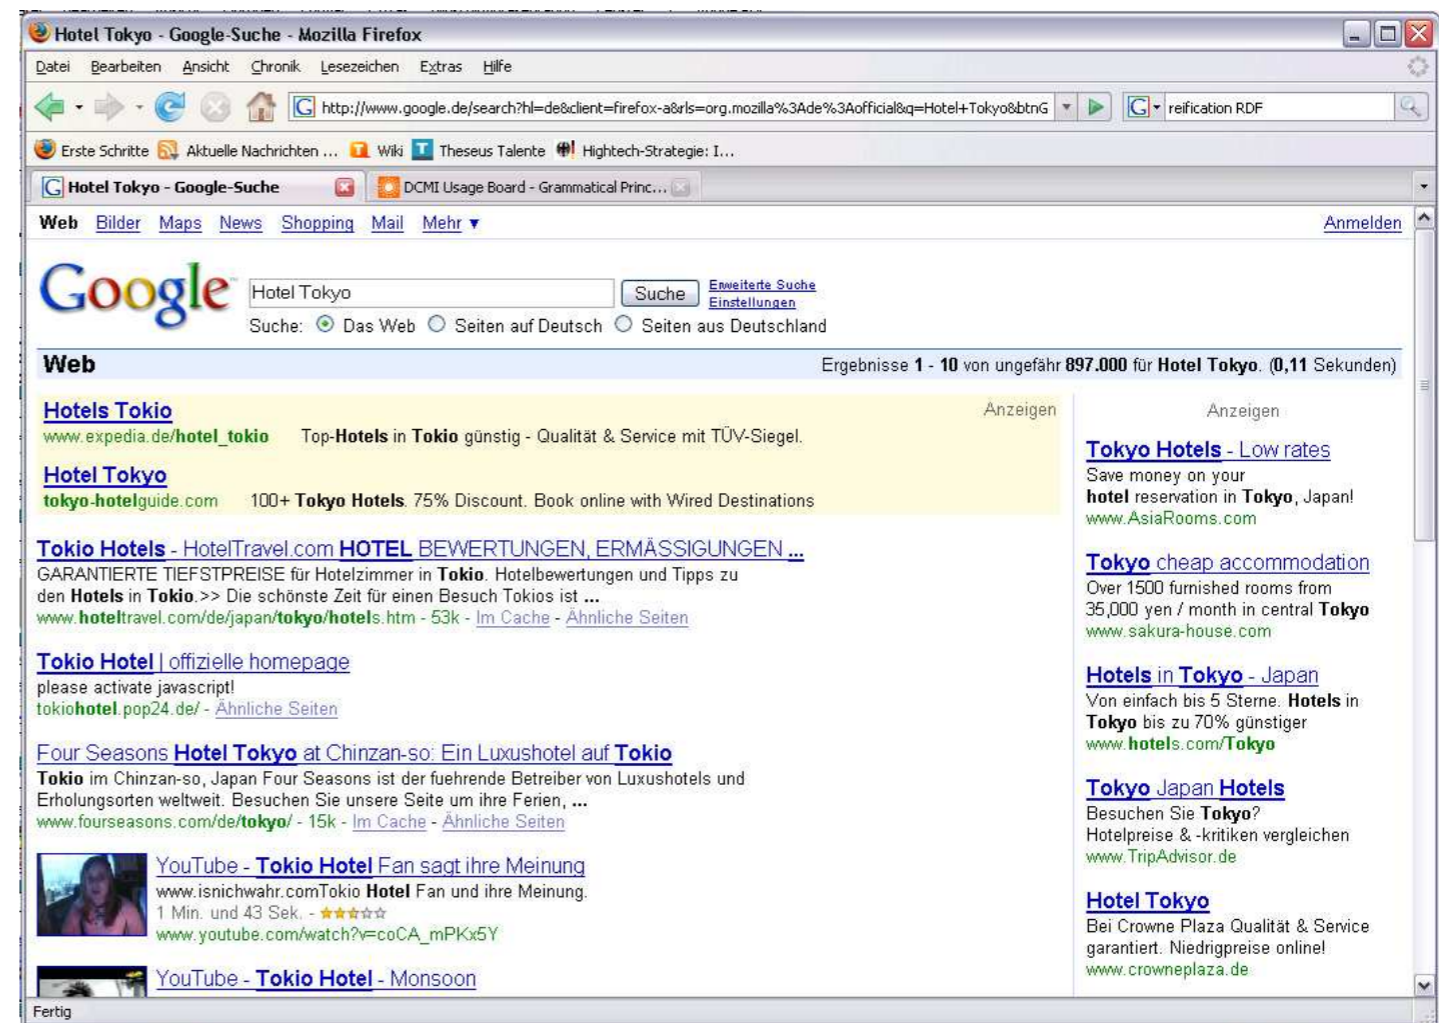 Hotel Tokyo - Google-Suche - Mozilla Firefox
Datei Bearbeiten Ansicht Chronik Lesezeichen Extras Hilfe
http://www.google.de/search?hl=de&client=firefox-a&rls=org.mozilla%3Ade%3Aofficial&q=Hotel+Tokyo&btnG
reification RDF
Erste Schritte Aktuelle Nachrichten ... Wiki Theseus Talente Hightech-Strategie: I...
Hotel Tokyo - Google-Suche DCMI Usage Board - Grammatical Princ...
Web Bilder Maps News Shopping Mail Mehr ▼ Anmelden
Google
Hotel Tokyo Suche Erweiterte Suche
Einstellungen
Suche: Das Web Seiten auf Deutsch Seiten aus Deutschland
Web Ergebnisse 1 - 10 von ungefähr 897.000 für Hotel Tokyo. (0,11 Sekunden)
Hotels Tokio Anzeigen
www.expedia.de/hotel_tokio Top-Hotels in Tokio günstig - Qualität & Service mit TÜV-Siegel.
Hotel Tokyo
tokyo-hotelguide.com 100+ Tokyo Hotels. 75% Discount. Book online with Wired Destinations
Tokio Hotels - HotelTravel.com HOTEL BEWERTUNGEN, ERMÄSSIGUNGEN ...
GARANTIERTE TIEFSTPREISE für Hotelzimmer in Tokio. Hotelbewertungen und Tipps zu
den Hotels in Tokio.>> Die schönste Zeit für einen Besuch Tokios ist ...
www.hoteltravel.com/de/japan/tokyo/hotels.htm - 53k - Im Cache - Ähnliche Seiten
Tokio Hotel | offizielle homepage
please activate javascript!
tokiohotel.pop24.de/ - Ähnliche Seiten
Four Seasons Hotel Tokyo at Chinzan-so: Ein Luxushotel auf Tokio
Tokio im Chinzan-so, Japan Four Seasons ist der fuehrende Betreiber von Luxushotels und
Erholungsorten weltweit. Besuchen Sie unsere Seite um ihre Ferien, ...
www.fourseasons.com/de/tokyo/ - 15k - Im Cache - Ähnliche Seiten
YouTube - Tokio Hotel Fan sagt ihre Meinung
www.isnichwahr.comTokio Hotel Fan und ihre Meinung.
1 Min. und 43 Sek. -
www.youtube.com/watch?v=coCA_mPKx5Y
YouTube - Tokio Hotel - Monsoon
Anzeigen
Tokyo Hotels - Low rates
Save money on your
hotel reservation in Tokyo, Japan!
www.AsiaRooms.com
Tokyo cheap accommodation
Over 1500 furnished rooms from
35,000 yen / month in central Tokyo
www.sakura-house.com
Hotels in Tokyo - Japan
Von einfach bis 5 Sterne. Hotels in
Tokyo bis zu 70% günstiger
www.hotels.com/Tokyo
Tokyo Japan Hotels
Besuchen Sie Tokyo?
Hotelpreise & -kritiken vergleichen
www.TripAdvisor.de
Hotel Tokyo
Bei Crowne Plaza Qualität & Service
garantiert. Niedrigpreise online!
www.crowneplaza.de
Fertig